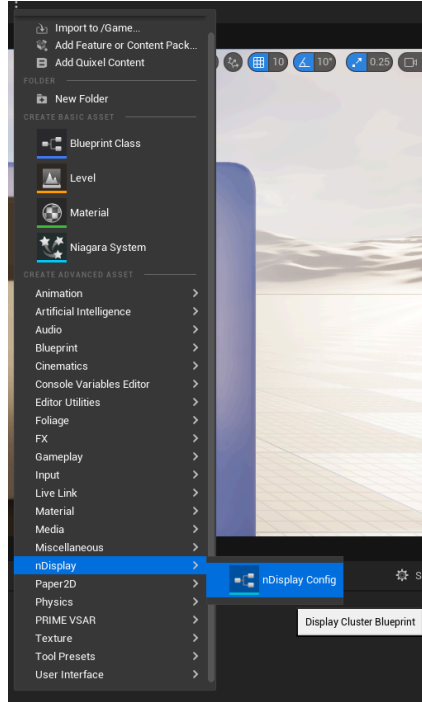 Import to /Game...
Add Feature or Content Pack...
Add Quixel Content
10
10°
0.25
FOLDER
New Folder
CREATE BASIC ASSET
Blueprint Class
Level
Material
Niagara System
CREATE ADVANCED ASSET
Animation
Artificial Intelligence
Audio
Blueprint
Cinematics
Console Variables Editor
Editor Utilities
Foliage
FX
Gameplay
Input
Live Link
Material
Media
Miscellaneous
nDisplay
nDisplay Config
Paper2D
Physics
PRIME VSAR
Display Cluster Blueprint
Texture
Tool Presets
User Interface